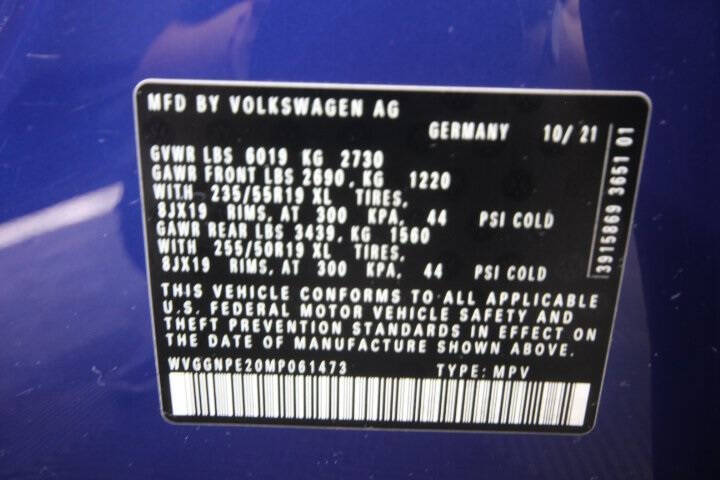 MFD BY VOLKSWAGEN AG
GERMANY 10/21
GVWR LBS 6019 KG 2730
GAWR FRONT LBS 2690. KG 1220
WITH 235/55R19 XL TIRES,
8JX19 RIMS, AT 300 KPA, 44 PSI COLD
GAWR REAR LBS 3439. KG 1560
WITH 255/50R19 XL TIRES,
8JX19 RIMS, AT 300 KPA, 44 PSI COLD
THIS VEHICLE CONFORMS TO ALL APPLICABLE
U.S. FEDERAL MOTOR VEHICLE SAFETY AND
THEFT PREVENTION STANDARDS IN EFFECT ON
THE DATE OF MANUFACTURE SHOWN ABOVE.
WVGGNPE20MP061473 TYPE: MPV
3915869 3651 01